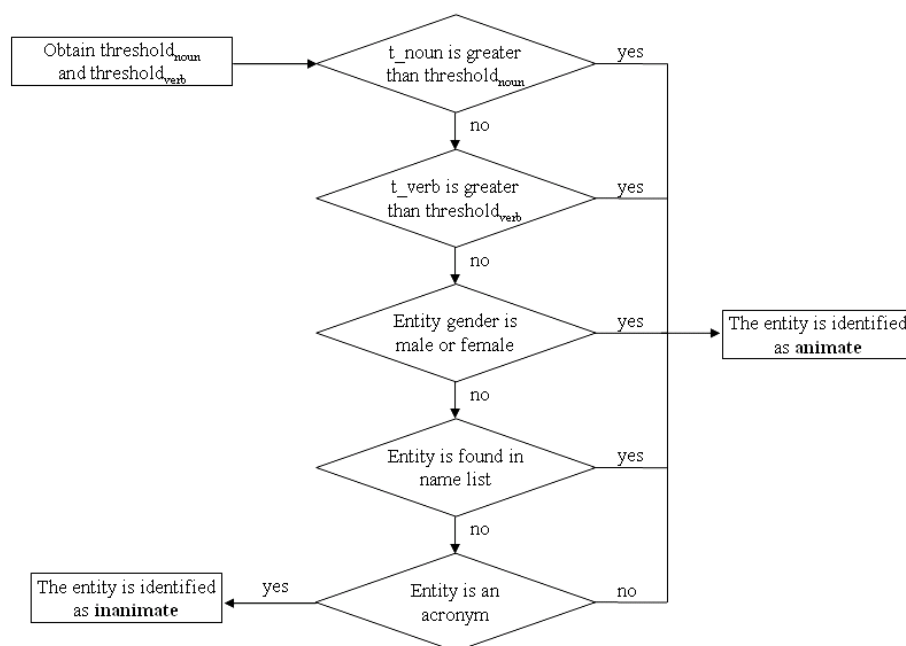 Obtain threshold_noun
and threshold_verb
t_noun is greater
than threshold_noun
yes
no
t_verb is greater
than threshold_verb
yes
no
Entity gender is
male or female
yes
The entity is identified
as animate
no
Entity is found in
name list
yes
no
The entity is identified
as inanimate
yes
Entity is an
acronym
no